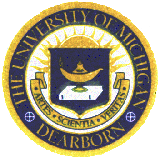 THE UNIVERSITY OF MICHIGAN
ARTES SCIENTIA VERITAS
DEARBORN